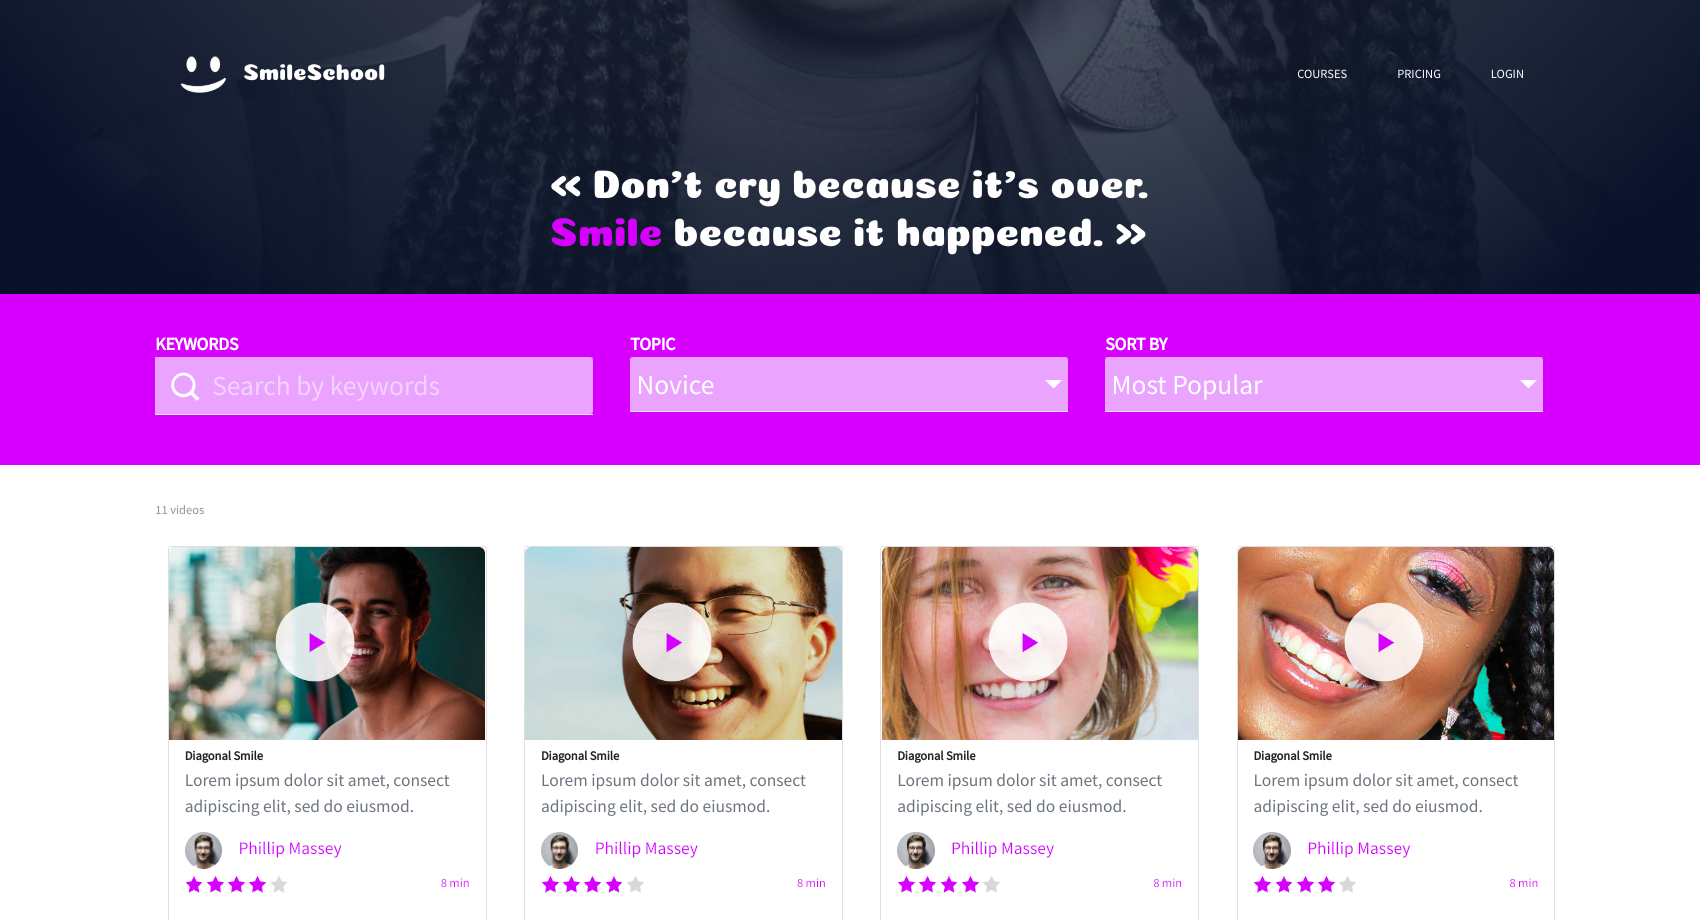 SmileSchool
COURSES PRICING LOGIN
« Don’t cry because it’s over.
Smile because it happened. »
KEYWORDS TOPIC SORT BY
Search by keywords Novice Most Popular
11 videos
Diagonal Smile
Lorem ipsum dolor sit amet, consect
adipiscing elit, sed do eiusmod.
Phillip Massey
8 min
Diagonal Smile
Lorem ipsum dolor sit amet, consect
adipiscing elit, sed do eiusmod.
Phillip Massey
8 min
Diagonal Smile
Lorem ipsum dolor sit amet, consect
adipiscing elit, sed do eiusmod.
Phillip Massey
8 min
Diagonal Smile
Lorem ipsum dolor sit amet, consect
adipiscing elit, sed do eiusmod.
Phillip Massey
8 min